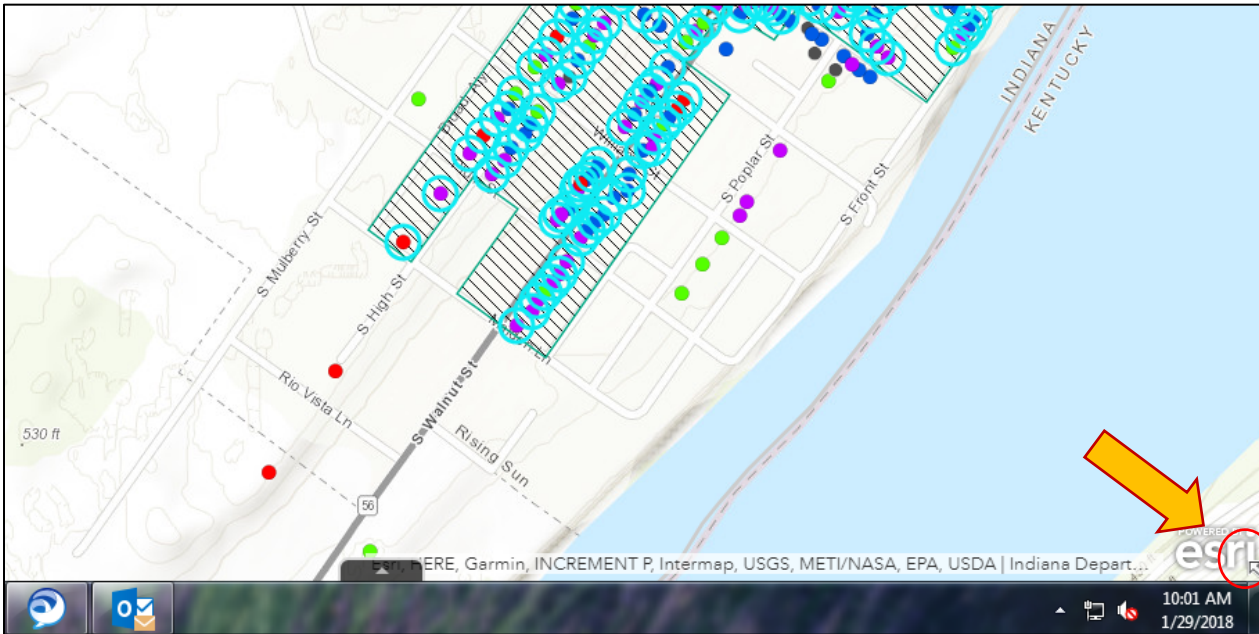 INDIANA
KENTUCKY
S Poplar St
S Front St
S Mulberry St
S High St
Rio Vista Ln
S Walnut St
Rising Sun
530 ft
56
POWERED
esri
Esri, HERE, Garmin, INCREMENT P, Intermap, USGS, METI/NASA, EPA, USDA | Indiana Depart...
10:01 AM
1/29/2018